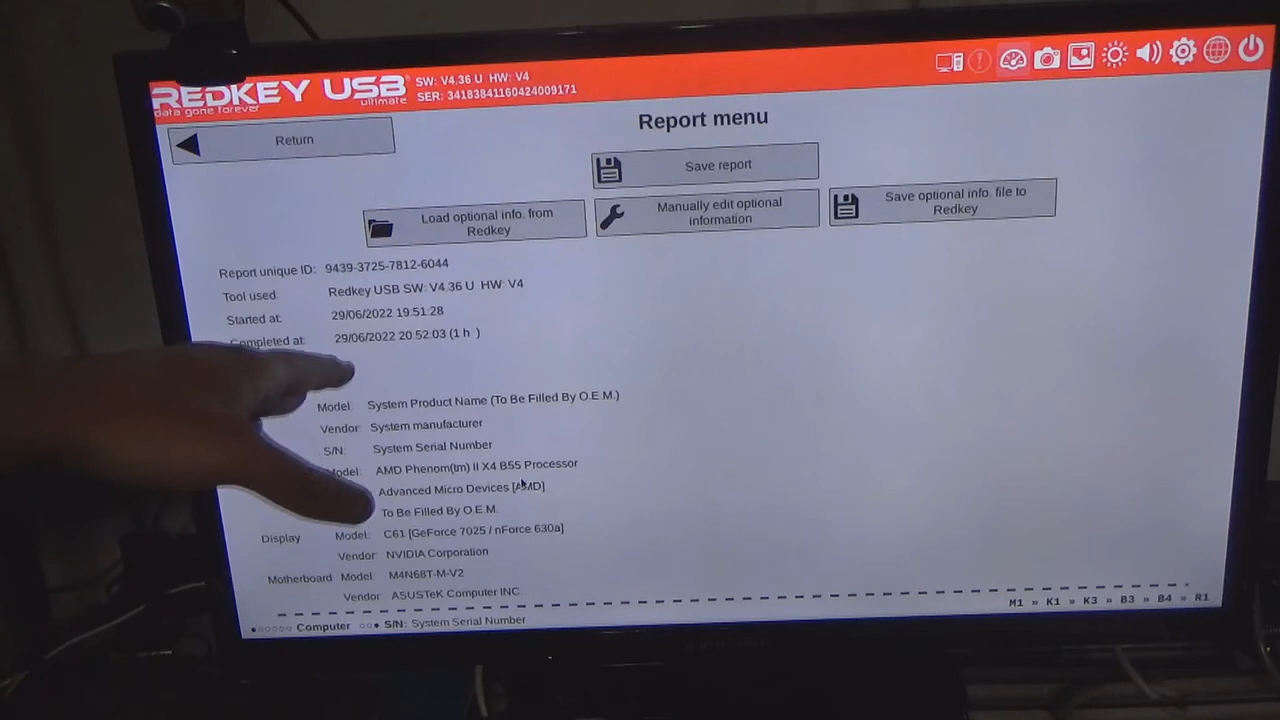 REDKEY USB®
ultimate
data gone forever
SW: V4.36 U HW: V4
SER: 34183841160424009171
Return
Report menu
Save report
Load optional info. from
Redkey
Manually edit optional
information
Save optional info. file to
Redkey
Report unique ID: 9439-3725-7812-6044
Tool used: Redkey USB SW: V4.36 U HW: V4
Started at: 29/06/2022 19:51:28
Completed at: 29/06/2022 20:52:03 (1 h )
Model: System Product Name (To Be Filled By O.E.M.)
Vendor: System manufacturer
S/N: System Serial Number
Model: AMD Phenom(tm) II X4 B55 Processor
Advanced Micro Devices [AMD]
To Be Filled By O.E.M.
Display Model: C61 [GeForce 7025 / nForce 630a]
Vendor: NVIDIA Corporation
Motherboard Model: M4N68T-M-V2
Vendor: ASUSTeK Computer INC.
Computer S/N: System Serial Number
M1 » K1 » K3 » B3 » B4 » R1